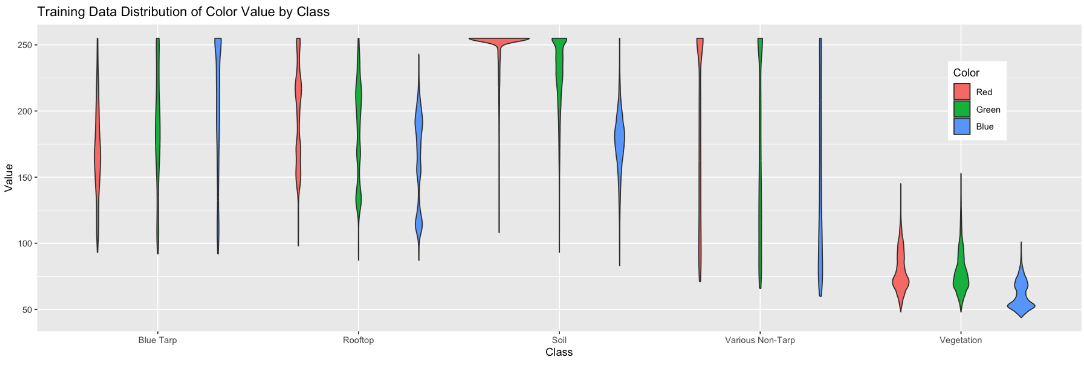 Training Data Distribution of Color Value by Class
250
200
150
100
50
Value
Color
Red
Green
Blue
Blue Tarp
Rooftop
Soil
Various Non-Tarp
Vegetation
Class